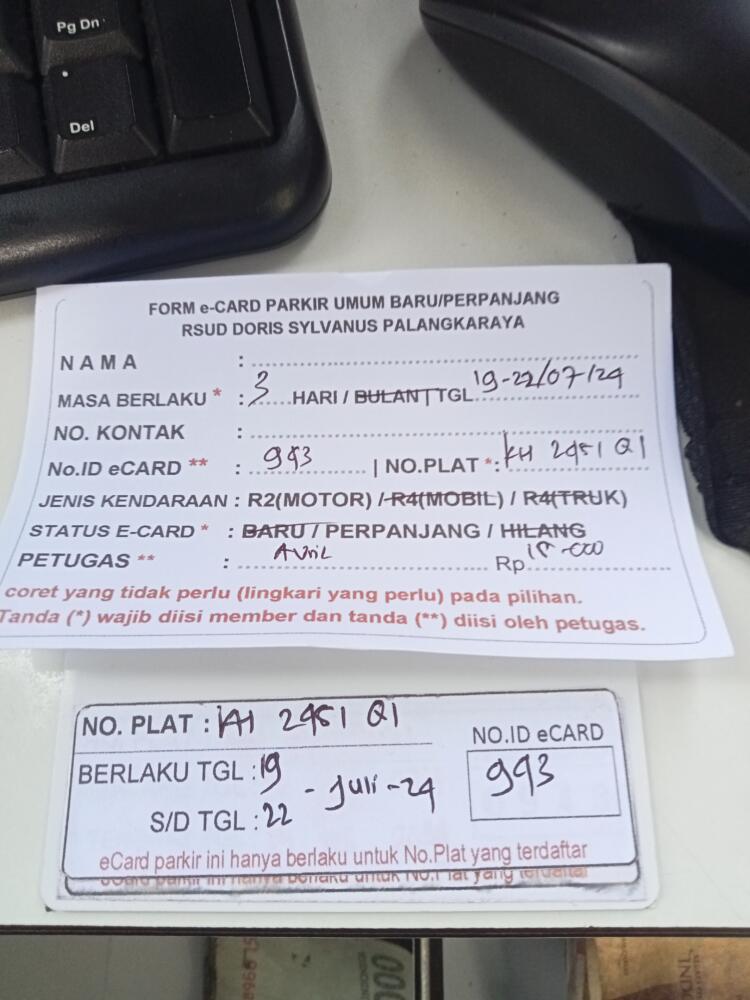 Pg Dn
Del
FORM e-CARD PARKIR UMUM BARU/PERPANJANG
RSUD DORIS SYLVANUS PALANGKARAYA
NAMA :
MASA BERLAKU * : 3 HARI / BULAN TGL 19-22/07/24
NO. KONTAK :
No.ID eCARD ** : 993 | NO.PLAT *: KH 2951 QI
JENIS KENDARAAN : R2(MOTOR) / R4(MOBIL) / R4(TRUK)
STATUS E-CARD * : BARU / PERPANJANG / HILANG
PETUGAS ** : Avril Rp
coret yang tidak perlu (lingkari yang perlu) pada pilihan.
Tanda (*) wajib diisi member dan tanda (**) diisi oleh petugas.
NO. PLAT : KH 2951 QI
NO.ID eCARD
993
BERLAKU TGL : 19
- Juli - 24
S/D TGL : 22
eCard parkir ini hanya berlaku untuk No.Plat yang terdaftar